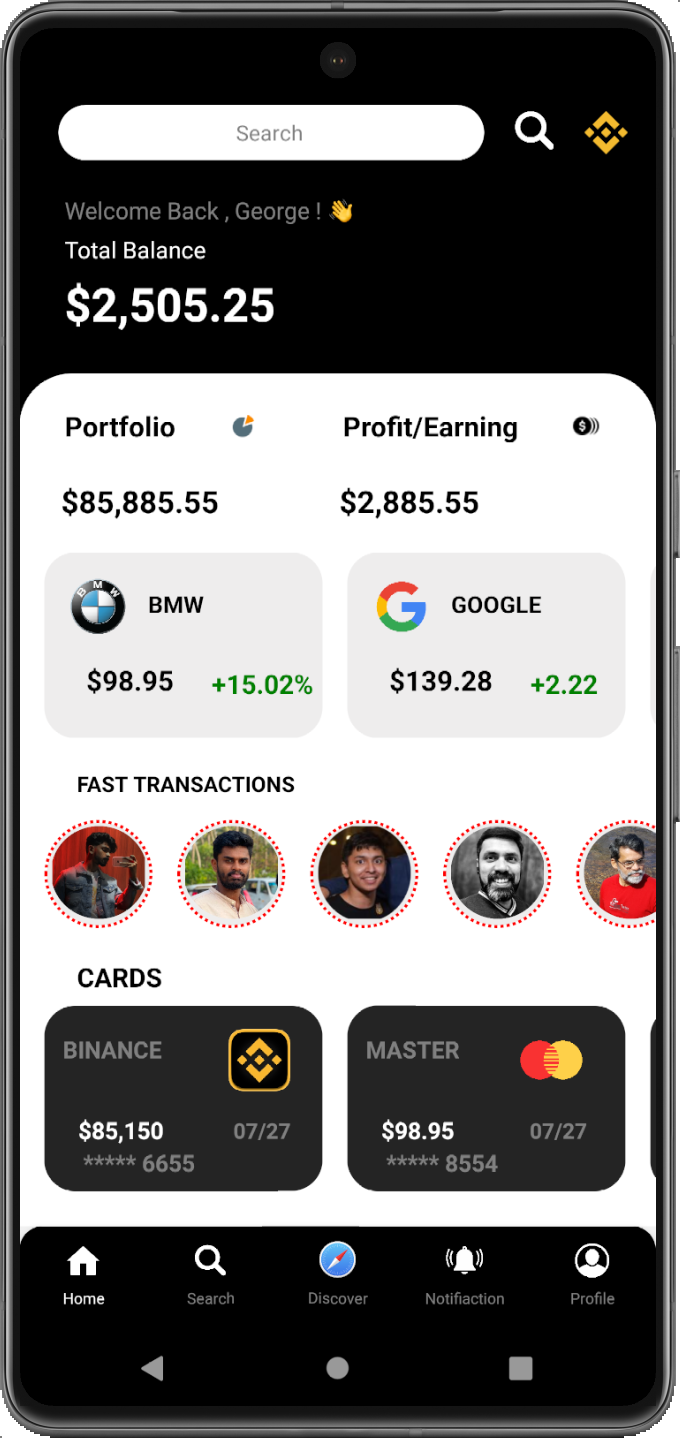 Search
Welcome Back , George ! 👋
Total Balance
$2,505.25
Portfolio
Profit/Earning
$85,885.55
$2,885.55
BMW
BMW
GOOGLE
$98.95
+15.02%
$139.28
+2.22
FAST TRANSACTIONS
CARDS
BINANCE
MASTER
$85,150
07/27
$98.95
07/27
***** 6655
***** 8554
Home
Search
Discover
Notifiaction
Profile